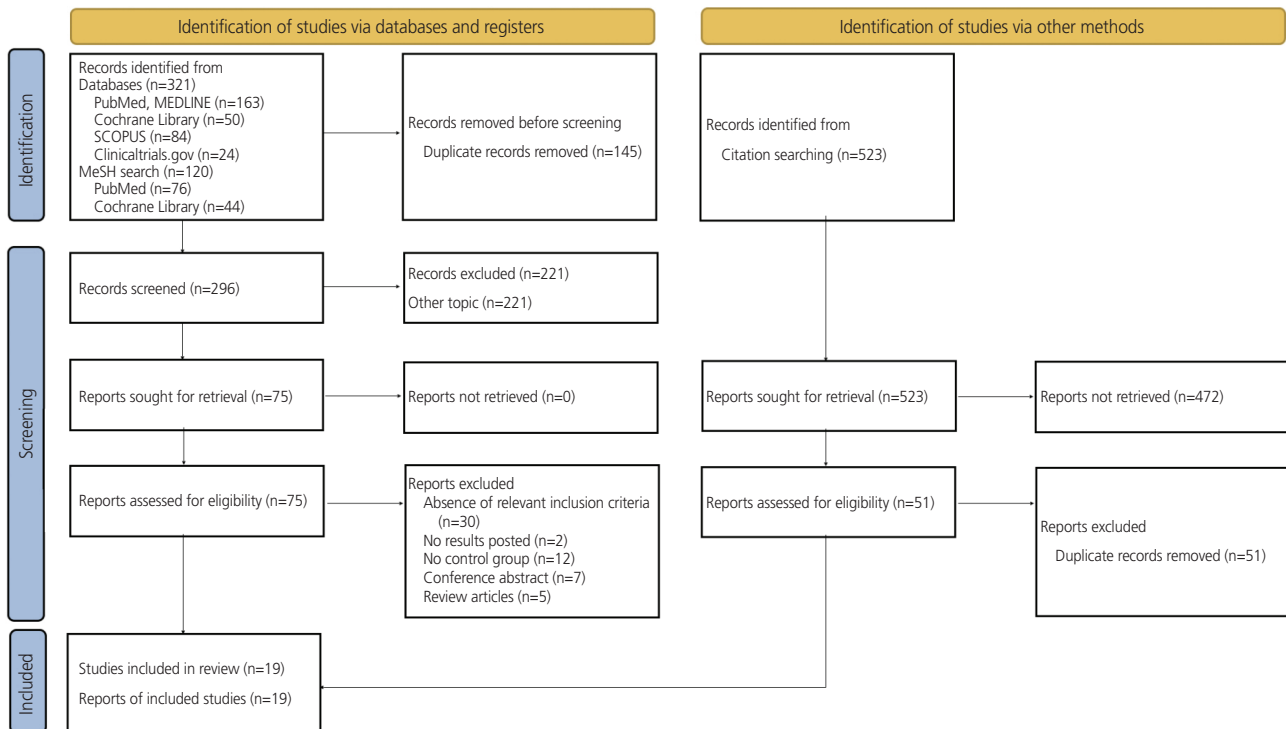 Identification of studies via databases and registers
Identification of studies via other methods
Identification
Records identified from
Databases (n=321)
PubMed, MEDLINE (n=163)
Cochrane Library (n=50)
SCOPUS (n=84)
Clinicaltrials.gov (n=24)
MeSH search (n=120)
PubMed (n=76)
Cochrane Library (n=44)
Records removed before screening
Duplicate records removed (n=145)
Records identified from
Citation searching (n=523)
Screening
Records screened (n=296)
Records excluded (n=221)
Other topic (n=221)
Reports sought for retrieval (n=75)
Reports not retrieved (n=0)
Reports sought for retrieval (n=523)
Reports not retrieved (n=472)
Reports assessed for eligibility (n=75)
Reports excluded
Absence of relevant inclusion criteria
(n=30)
No results posted (n=2)
No control group (n=12)
Conference abstract (n=7)
Review articles (n=5)
Reports assessed for eligibility (n=51)
Reports excluded
Duplicate records removed (n=51)
Included
Studies included in review (n=19)
Reports of included studies (n=19)